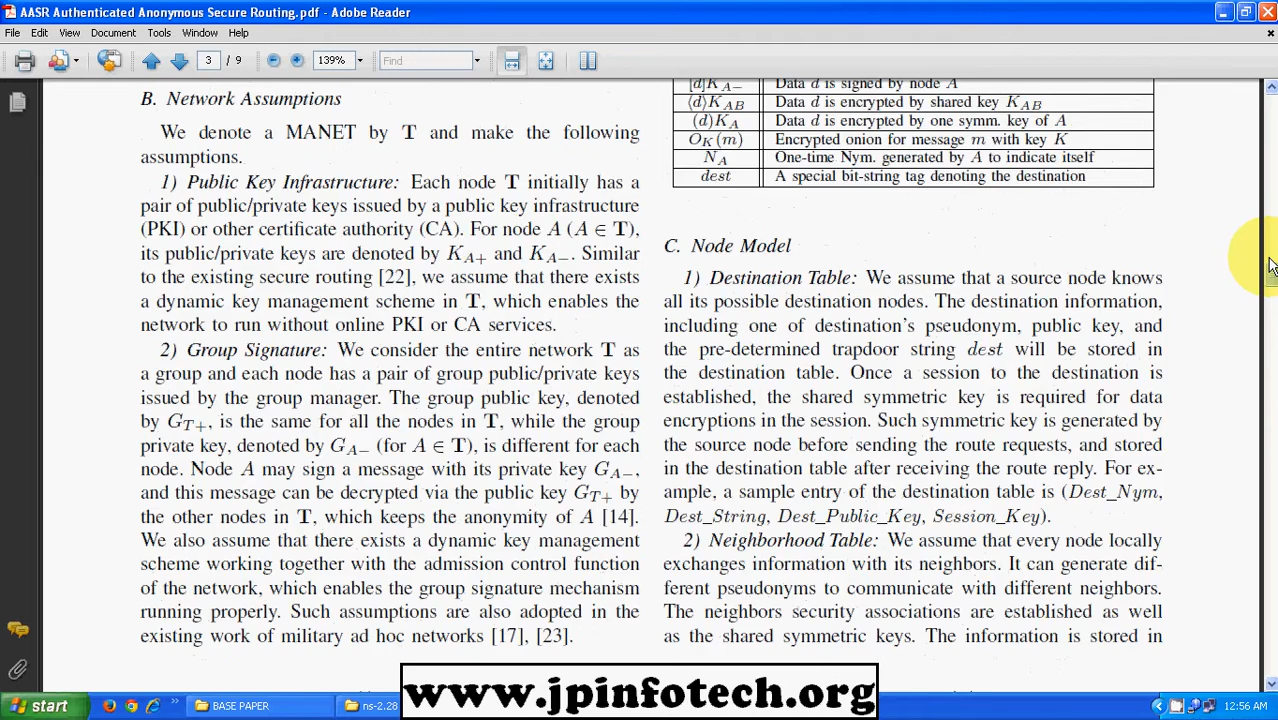 AASR Authenticated Anonymous Secure Routing.pdf - Adobe Reader
File Edit View Document Tools Window Help
3 / 9 139% Find
B. Network Assumptions
We denote a MANET by T and make the following
assumptions.
1) Public Key Infrastructure: Each node T initially has a
pair of public/private keys issued by a public key infrastructure
(PKI) or other certificate authority (CA). For node A (A ∈ T),
its public/private keys are denoted by K_A+ and K_A−. Similar
to the existing secure routing [22], we assume that there exists
a dynamic key management scheme in T, which enables the
network to run without online PKI or CA services.
2) Group Signature: We consider the entire network T as
a group and each node has a pair of group public/private keys
issued by the group manager. The group public key, denoted
by G_T+, is the same for all the nodes in T, while the group
private key, denoted by G_A− (for A ∈ T), is different for each
node. Node A may sign a message with its private key G_A−,
and this message can be decrypted via the public key G_T+ by
the other nodes in T, which keeps the anonymity of A [14].
We also assume that there exists a dynamic key management
scheme working together with the admission control function
of the network, which enables the group signature mechanism
running properly. Such assumptions are also adopted in the
existing work of military ad hoc networks [17], [23].
[d]K_A− Data d is signed by node A
⟨d⟩K_AB Data d is encrypted by shared key K_AB
(d)K_A Data d is encrypted by one symm. key of A
O_K(m) Encrypted onion for message m with key K
N_A One-time Nym. generated by A to indicate itself
dest A special bit-string tag denoting the destination
C. Node Model
1) Destination Table: We assume that a source node knows
all its possible destination nodes. The destination information,
including one of destination's pseudonym, public key, and
the pre-determined trapdoor string dest will be stored in
the destination table. Once a session to the destination is
established, the shared symmetric key is required for data
encryptions in the session. Such symmetric key is generated by
the source node before sending the route requests, and stored
in the destination table after receiving the route reply. For ex-
ample, a sample entry of the destination table is (Dest_Nym,
Dest_String, Dest_Public_Key, Session_Key).
2) Neighborhood Table: We assume that every node locally
exchanges information with its neighbors. It can generate dif-
ferent pseudonyms to communicate with different neighbors.
The neighbors security associations are established as well
as the shared symmetric keys. The information is stored in
www.jpinfotech.org
start BASE PAPER ns-2.28 12:56 AM